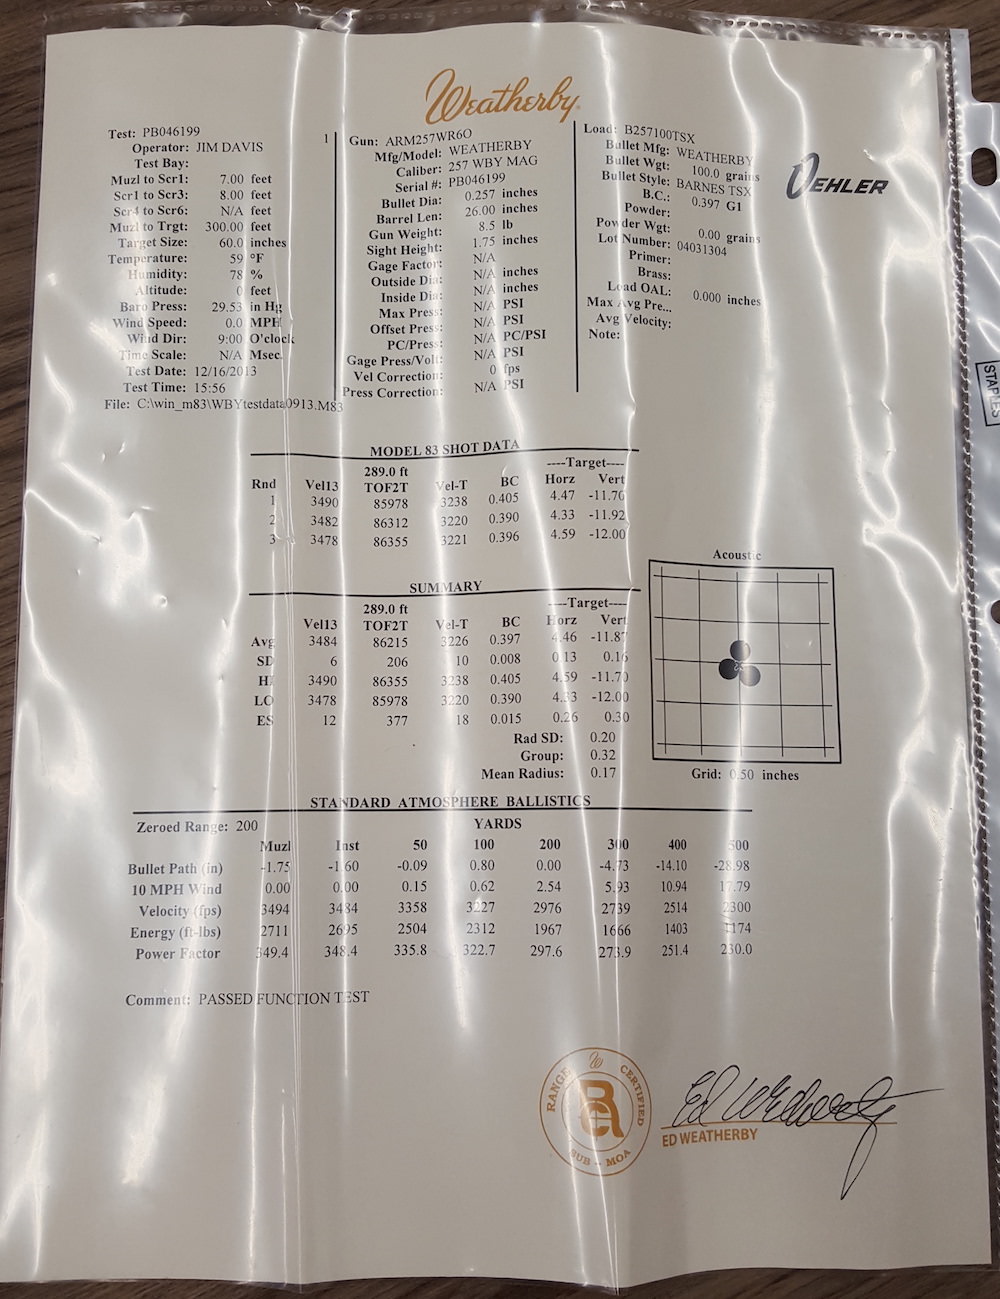 Weatherby
Test: PB046199 1
Operator: JIM DAVIS
Test Bay:
Muzl to Scr1: 7.00 feet
Scr1 to Scr3: 8.00 feet
Scr4 to Scr6: N/A feet
Muzl to Trgt: 300.00 feet
Target Size: 60.0 inches
Temperature: 59 °F
Humidity: 78 %
Altitude: 0 feet
Baro Press: 29.53 in Hg
Wind Speed: 0.0 MPH
Wind Dir: 9:00 O'clock
Time Scale: N/A Msec
Test Date: 12/16/2013
Test Time: 15:56
File: C:\win_m83\WBYtestdata0913.M83
Gun: ARM257WR6O
Mfg/Model: WEATHERBY
Caliber: 257 WBY MAG
Serial #: PB046199
Bullet Dia: 0.257 inches
Barrel Len: 26.00 inches
Gun Weight: 8.5 lb
Sight Height: 1.75 inches
Gage Factor: N/A
Outside Dia: N/A inches
Inside Dia: N/A inches
Max Press: N/A PSI
Offset Press: N/A PSI
PC/Press: N/A PC/PSI
Gage Press/Volt: N/A PSI
Vel Correction: 0 fps
Press Correction: N/A PSI
Load: B257100TSX
Bullet Mfg: WEATHERBY
Bullet Wgt: 100.0 grains
Bullet Style: BARNES TSX
B.C.: 0.397 G1
Powder:
Powder Wgt: 0.00 grains
Lot Number: 04031304
Primer:
Brass:
Load OAL: 0.000 inches
Max Avg Pre...
Avg Velocity:
Note:
OEHLER
STAPLES
MODEL 83 SHOT DATA
289.0 ft ----Target----
Rnd Vel13 TOF2T Vel-T BC Horz Vert
1 3490 85978 3238 0.405 4.47 -11.70
2 3482 86312 3220 0.390 4.33 -11.92
3 3478 86355 3221 0.396 4.59 -12.00
SUMMARY
289.0 ft ----Target----
Vel13 TOF2T Vel-T BC Horz Vert
Avg 3484 86215 3226 0.397 4.46 -11.87
SD 6 206 10 0.008 0.13 0.16
HI 3490 86355 3238 0.405 4.59 -11.70
LO 3478 85978 3220 0.390 4.33 -12.00
ES 12 377 18 0.015 0.26 0.30
Rad SD: 0.20
Group: 0.32
Mean Radius: 0.17
Acoustic
Grid: 0.50 inches
STANDARD ATMOSPHERE BALLISTICS
Zeroed Range: 200 YARDS
Muzl Inst 50 100 200 300 400 500
Bullet Path (in) -1.75 -1.60 -0.09 0.80 0.00 -4.73 -14.10 -28.98
10 MPH Wind 0.00 0.00 0.15 0.62 2.54 5.93 10.94 17.79
Velocity (fps) 3494 3484 3358 3227 2976 2739 2514 2300
Energy (ft-lbs) 2711 2695 2504 2312 1967 1666 1403 1174
Power Factor 349.4 348.4 335.8 322.7 297.6 273.9 251.4 230.0
Comment: PASSED FUNCTION TEST
RANGE CERTIFIED
RC
SUB - MOA
Ed Weatherby
ED WEATHERBY